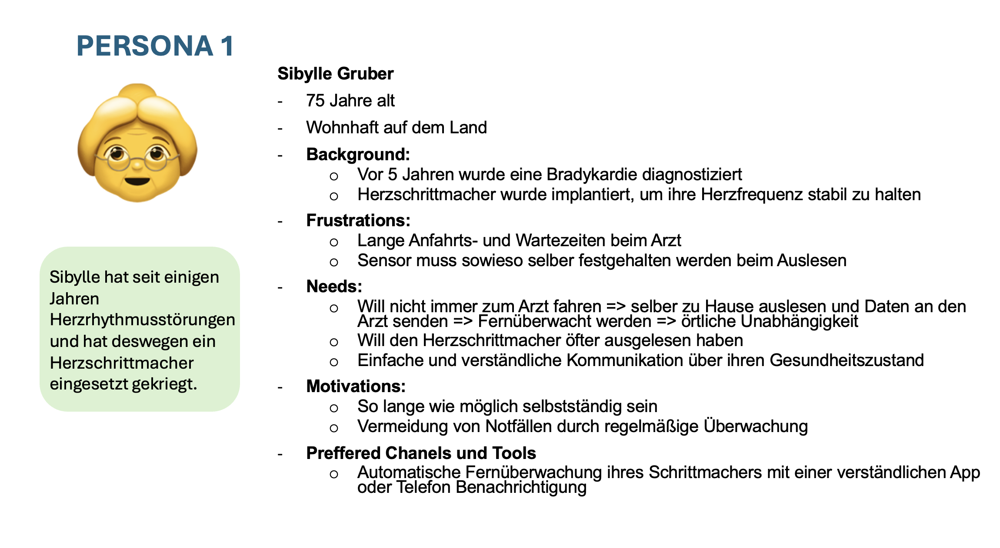 PERSONA 1
Sibylle Gruber
- 75 Jahre alt
- Wohnhaft auf dem Land
- Background:
o Vor 5 Jahren wurde eine Bradykardie diagnostiziert
o Herzschrittmacher wurde implantiert, um ihre Herzfrequenz stabil zu halten
- Frustrations:
o Lange Anfahrts- und Wartezeiten beim Arzt
o Sensor muss sowieso selber festgehalten werden beim Auslesen
- Needs:
o Will nicht immer zum Arzt fahren => selber zu Hause auslesen und Daten an den
Arzt senden => Fernüberwacht werden => örtliche Unabhängigkeit
o Will den Herzschrittmacher öfter ausgelesen haben
o Einfache und verständliche Kommunikation über ihren Gesundheitszustand
- Motivations:
o So lange wie möglich selbstständig sein
o Vermeidung von Notfällen durch regelmäßige Überwachung
- Preffered Chanels und Tools
o Automatische Fernüberwachung ihres Schrittmachers mit einer verständlichen App
oder Telefon Benachrichtigung
Sibylle hat seit einigen
Jahren
Herzrhythmusstörungen
und hat deswegen ein
Herzschrittmacher
eingesetzt gekriegt.